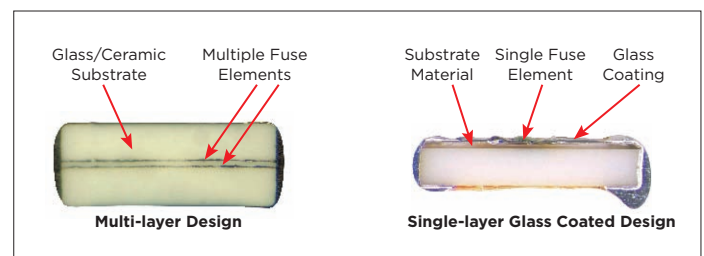 Glass/Ceramic
Substrate
Multiple Fuse
Elements
Multi-layer Design
Substrate
Material
Single Fuse
Element
Glass
Coating
Single-layer Glass Coated Design